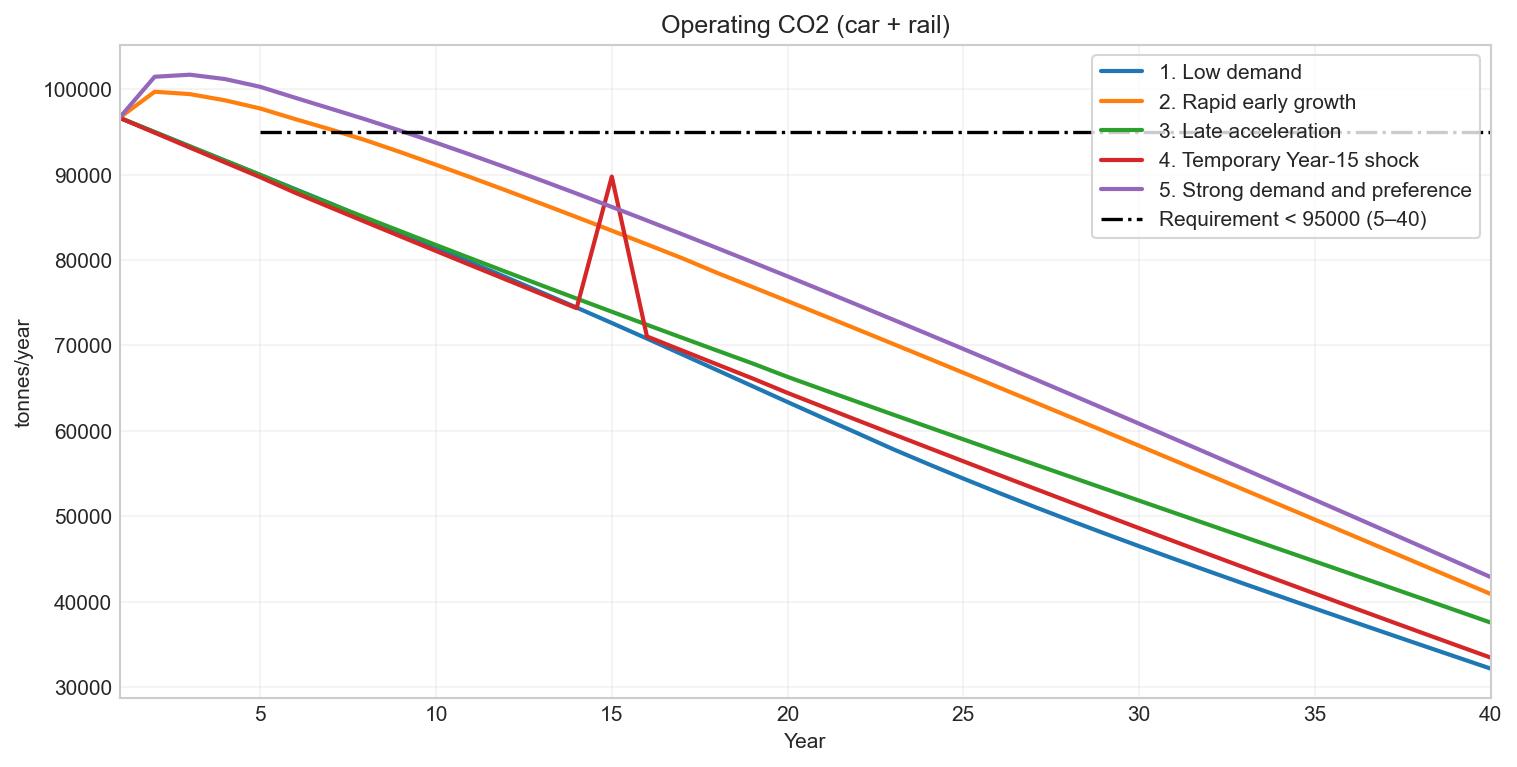 Operating CO2 (car + rail)
tonnes/year
100000
90000
80000
70000
60000
50000
40000
30000
1. Low demand
2. Rapid early growth
3. Late acceleration
4. Temporary Year-15 shock
5. Strong demand and preference
Requirement < 95000 (5–40)
5 10 15 20 25 30 35 40
Year